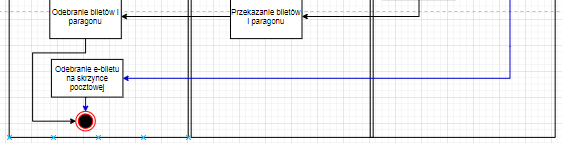 Odebranie biletów i
paragonu
Przekazanie biletów
i paragonu
Odebranie e-biletu
na skrzynce
pocztowej